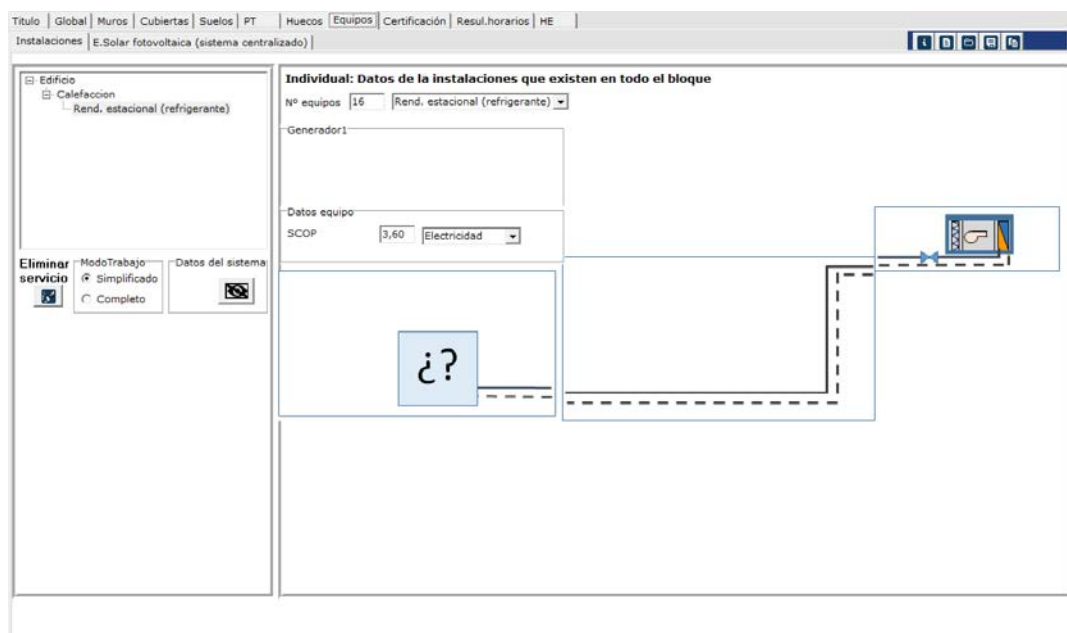 Titulo Global Muros Cubiertas Suelos PT Huecos Equipos Certificación Resul.horarios HE
Instalaciones E.Solar fotovoltaica (sistema centralizado)
Edificio
Calefaccion
Rend. estacional (refrigerante)
Eliminar servicio
ModoTrabajo
Simplificado
Completo
Datos del sistema
Individual: Datos de la instalaciones que existen en todo el bloque
Nº equipos 16 Rend. estacional (refrigerante)
Generador1
Datos equipo
SCOP 3,60 Electricidad
¿?